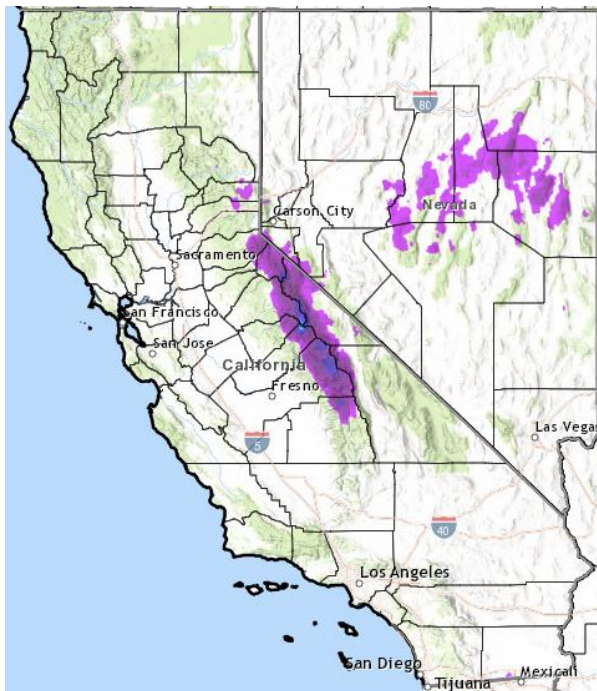 80
Nevada
Carson City
Sacramento
San Francisco
San Jose
California
Fresno
5
Las Vegas
40
Los Angeles
San Diego
Tijuana
Mexicali